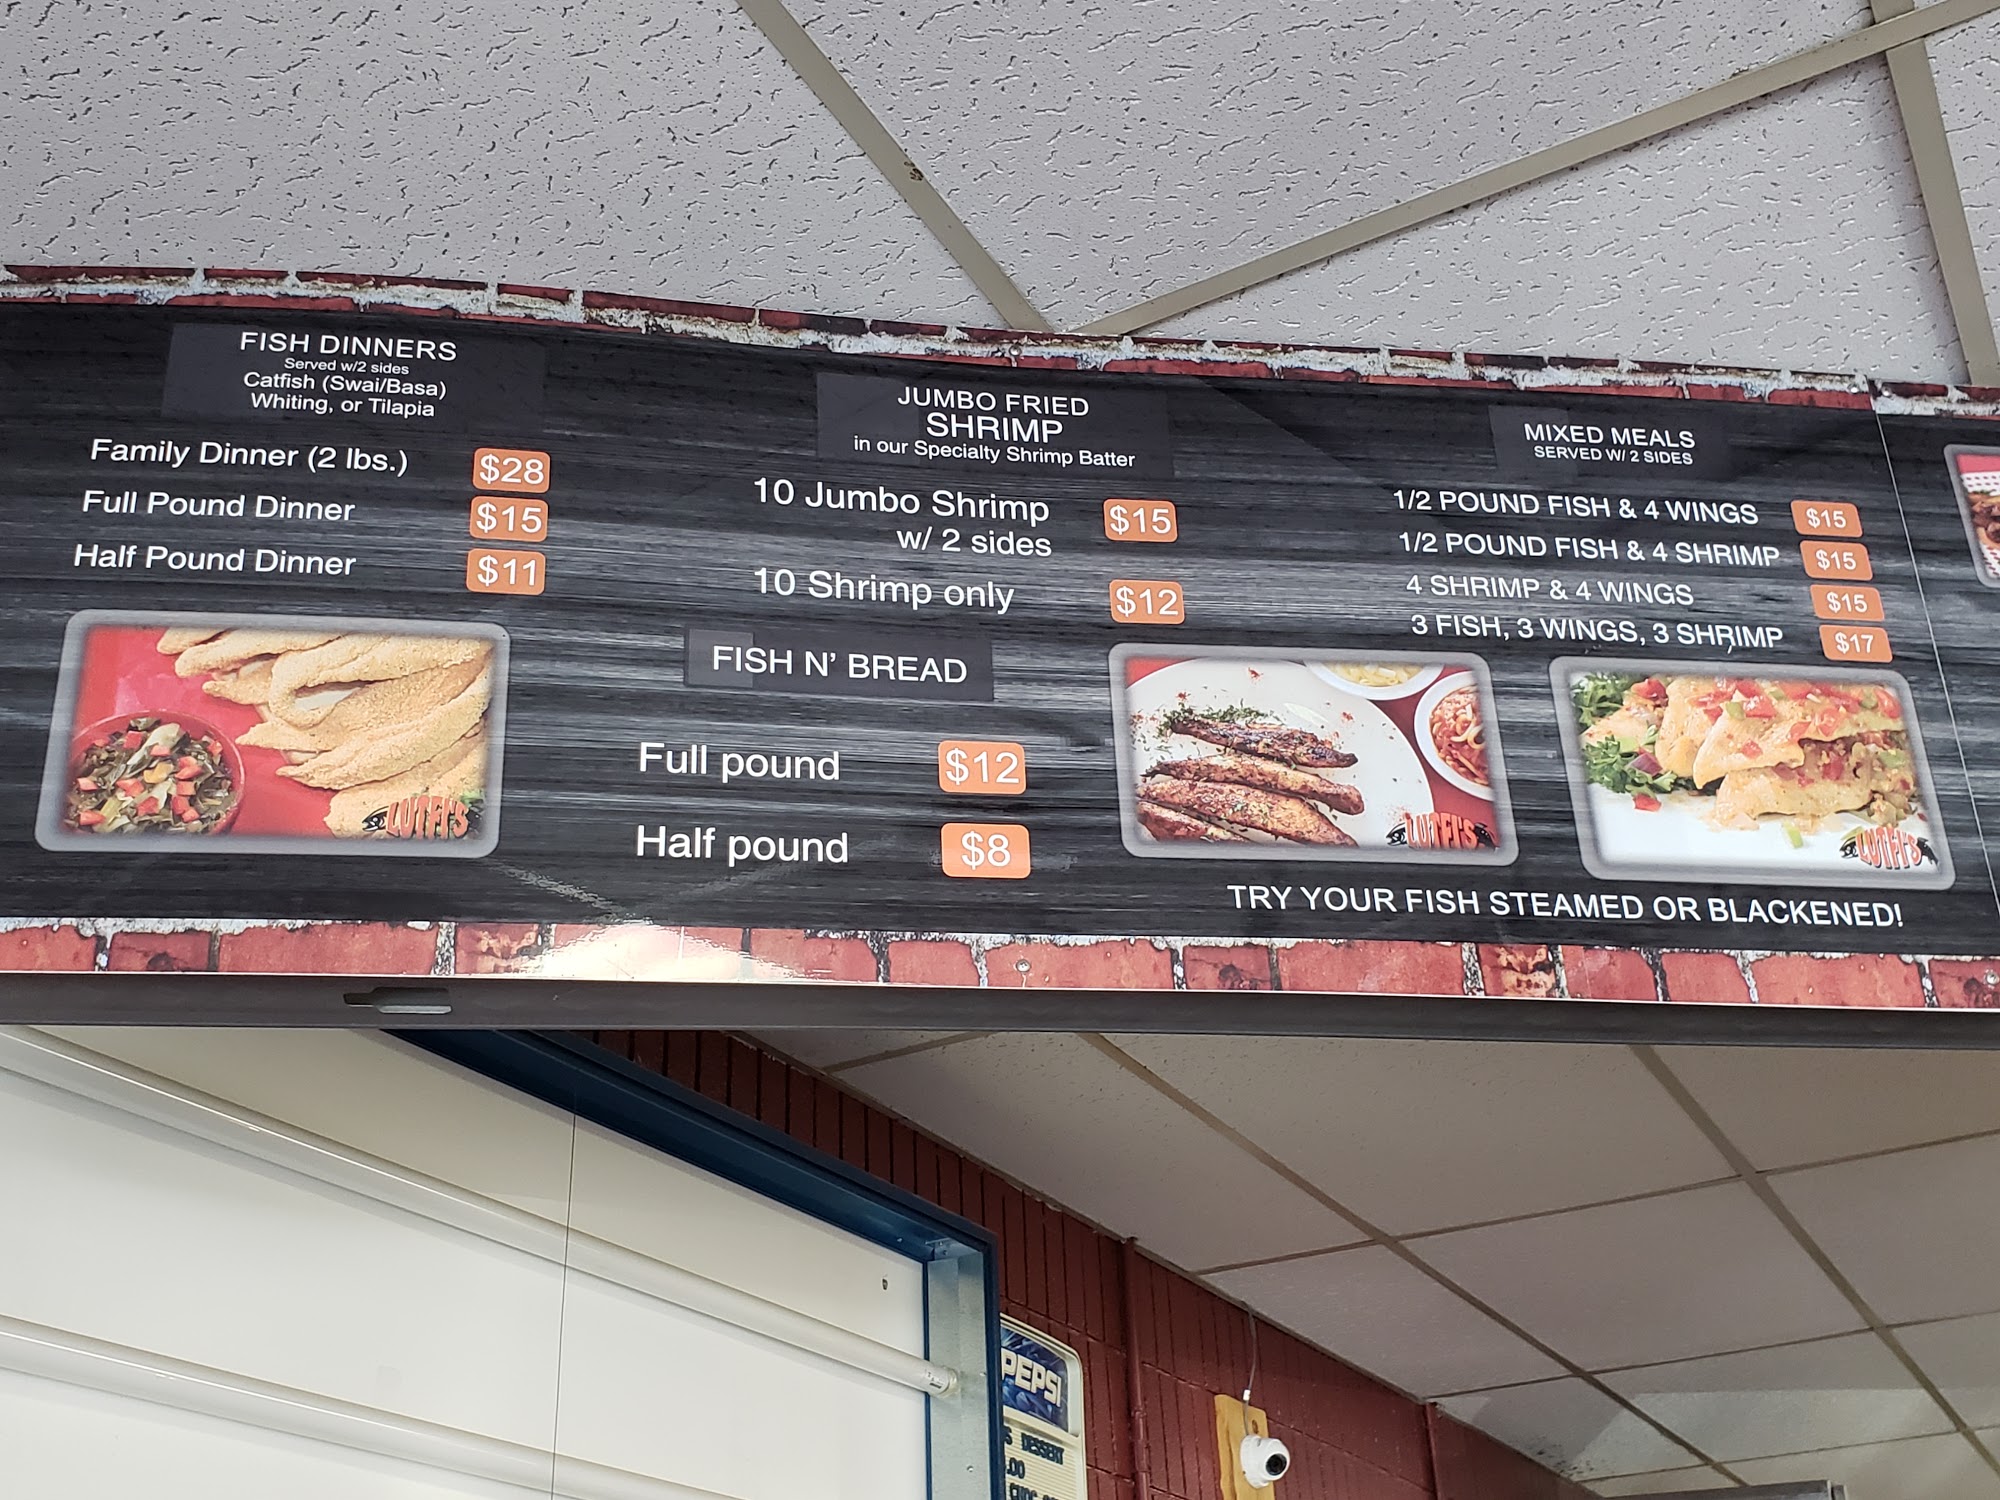 FISH DINNERS
Served w/2 sides
Catfish (Swai/Basa)
Whiting, or Tilapia
Family Dinner (2 lbs.) $28
Full Pound Dinner $15
Half Pound Dinner $11
LUTFI'S
JUMBO FRIED
SHRIMP
in our Specialty Shrimp Batter
10 Jumbo Shrimp $15
w/ 2 sides
10 Shrimp only $12
FISH N' BREAD
Full pound $12
Half pound $8
MIXED MEALS
SERVED W/ 2 SIDES
1/2 POUND FISH & 4 WINGS $15
1/2 POUND FISH & 4 SHRIMP $15
4 SHRIMP & 4 WINGS $15
3 FISH, 3 WINGS, 3 SHRIMP $17
LUTFI'S
LUTFI'S
TRY YOUR FISH STEAMED OR BLACKENED!
PEPSI
DESSERT
.00